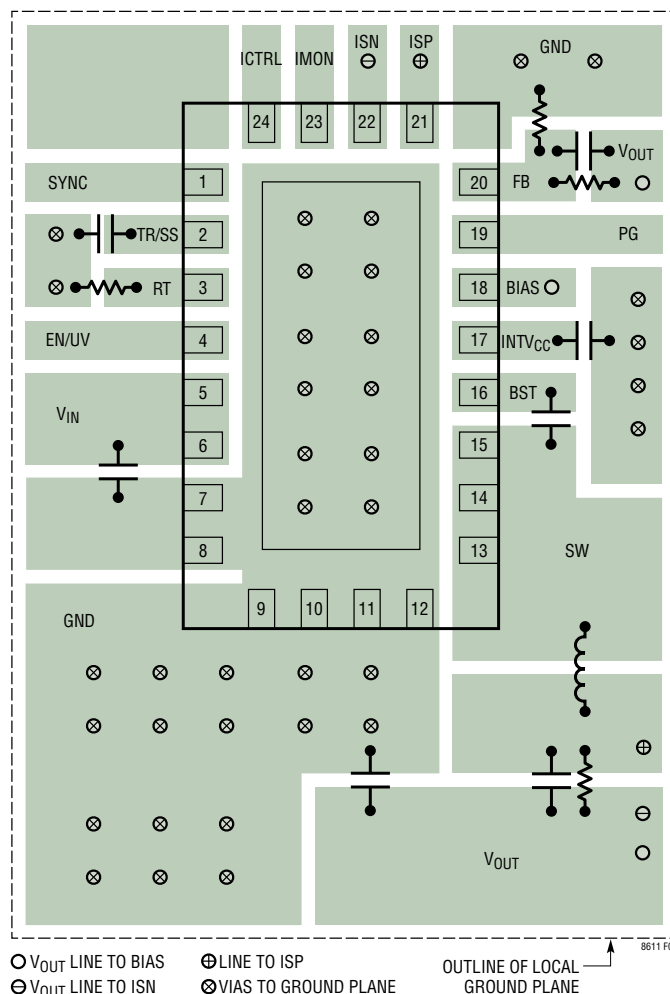 ICTRL IMON ISN ISP GND
24 23 22 21
SYNC 1 20 FB VOUT
TR/SS 2 19 PG
RT 3 18 BIAS
EN/UV 4 17 INTVCC
VIN 5 16 BST
6 15
7 14
8 13 SW
GND 9 10 11 12
VOUT
8611 F0
VOUT LINE TO BIAS
LINE TO ISP
OUTLINE OF LOCAL
GROUND PLANE
VOUT LINE TO ISN
VIAS TO GROUND PLANE